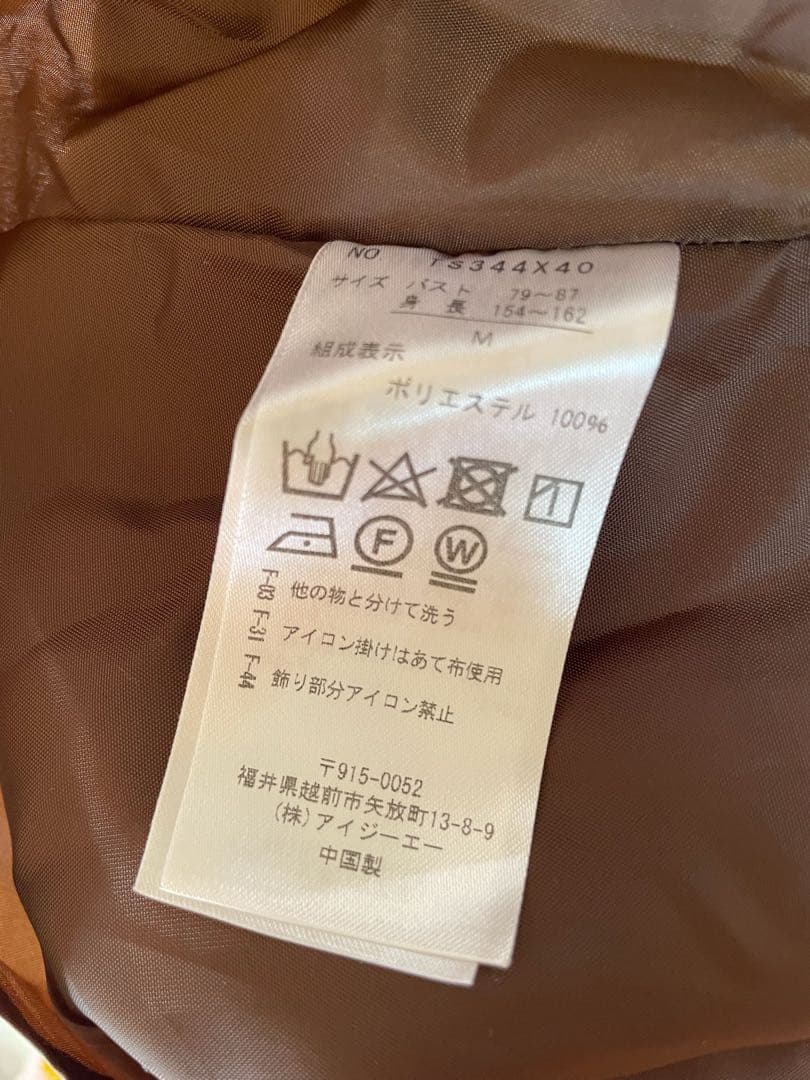 NO TS344X40
サイズ バスト 79～87
身長 154～162
M
組成表示
ポリエステル 100%
F
W
F-03 他の物と分けて洗う
F-31 アイロン掛けはあて布使用
F-44 飾り部分アイロン禁止
〒915-0052
福井県越前市矢放町13-8-9
(株)アイジーエー
中国製